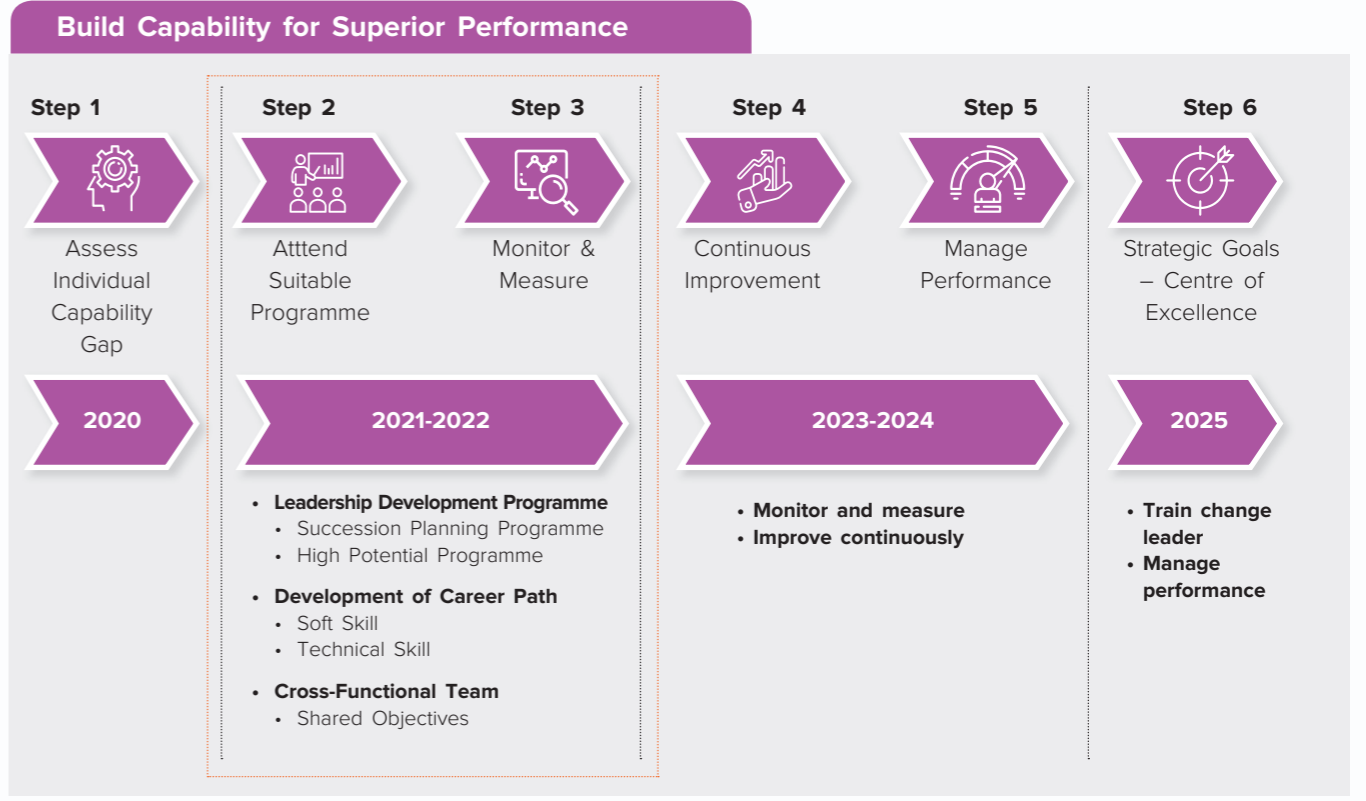 Build Capability for Superior Performance
Step 1
Step 2
Step 3
Step 4
Step 5
Step 6
Assess
Individual
Capability
Gap
Atttend
Suitable
Programme
Monitor &
Measure
Continuous
Improvement
Manage
Performance
Strategic Goals
– Centre of
Excellence
2020
2021-2022
2023-2024
2025
• Leadership Development Programme
• Succession Planning Programme
• High Potential Programme
• Development of Career Path
• Soft Skill
• Technical Skill
• Cross-Functional Team
• Shared Objectives
• Monitor and measure
• Improve continuously
• Train change
leader
• Manage
performance